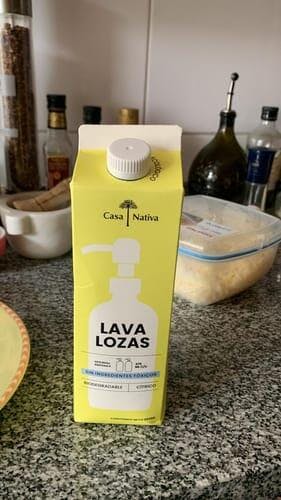 Casa Nativa
LAVA
LOZAS
SIN INGREDIENTES TÓXICOS
BIODEGRADABLE
CÍTRICO